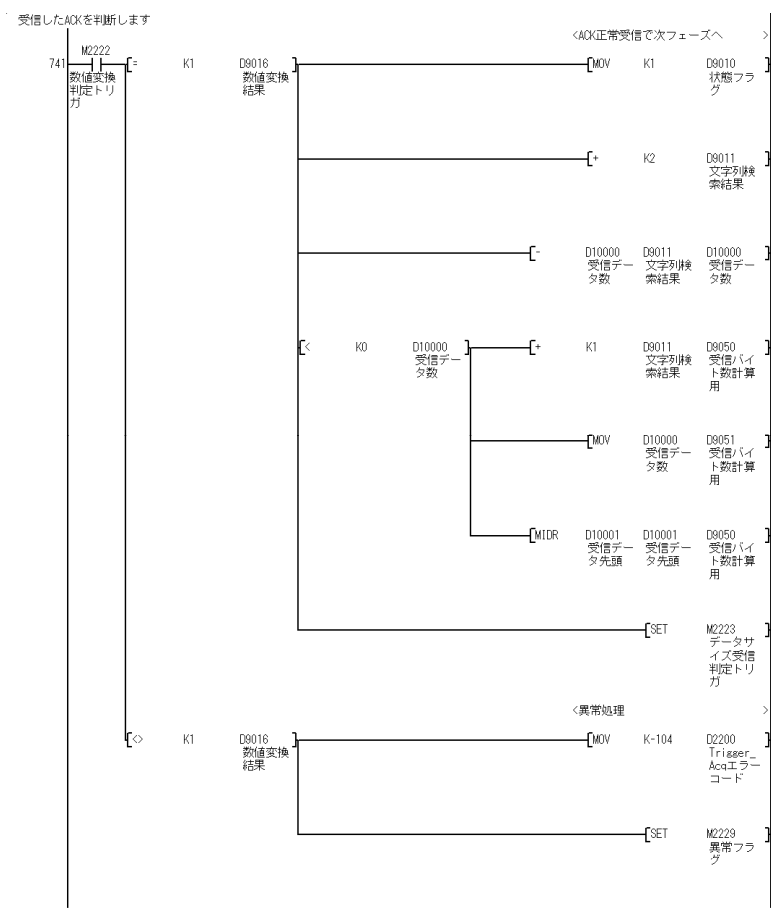 受信したACKを判断します
<ACK正常受信で次フェーズへ >
M2222
741 [= K1 D9016 ] [MOV K1 D9010 ]
数値変換
判定トリ
ガ
数値変換
結果
状態フラ
グ
[+ K2 D9011 ]
文字列検
索結果
[- D10000 D9011 D10000 ]
受信デー
タ数
文字列検
索結果
受信デー
タ数
[< K0 D10000 ] [+ K1 D9011 D9050 ]
受信デー
タ数
文字列検
索結果
受信バイ
ト数計算
用
[MOV D10000 D9051 ]
受信デー
タ数
受信バイ
ト数計算
用
[MIDR D10001 D10001 D9050 ]
受信デー
タ先頭
受信デー
タ先頭
受信バイ
ト数計算
用
[SET M2223 ]
データサ
イズ受信
判定トリ
ガ
<異常処理 >
[<> K1 D9016 ] [MOV K-104 D2200 ]
数値変換
結果
Trigger_
Acqエラー
コード
[SET M2229 ]
異常フラ
グ